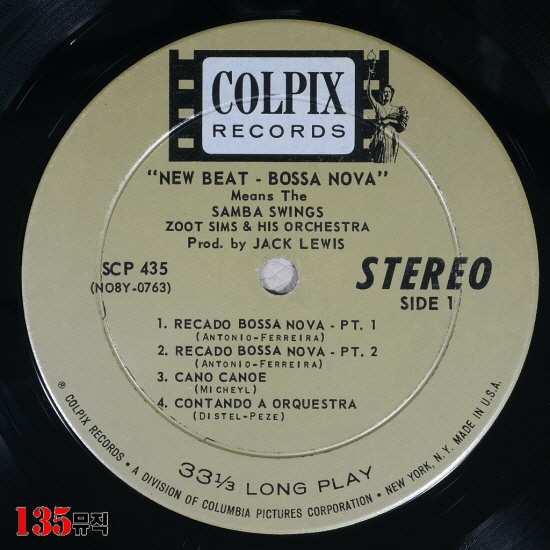 COLPIX
RECORDS
"NEW BEAT - BOSSA NOVA"
Means The
SAMBA SWINGS
ZOOT SIMS & HIS ORCHESTRA
Prod. by JACK LEWIS
SCP 435
(NO8Y-0763)
STEREO
SIDE 1
1. RECADO BOSSA NOVA - PT. 1
(ANTONIO-FERREIRA)
2. RECADO BOSSA NOVA - PT. 2
(ANTONIO-FERREIRA)
3. CANO CANOE
(MICHEYL)
4. CONTANDO A ORQUESTRA
(DISTEL-PEZE)
33⅓ LONG PLAY
℗ COLPIX RECORDS • A DIVISION OF COLUMBIA PICTURES CORPORATION • NEW YORK, N.Y. MADE IN U.S.A.
135뮤직